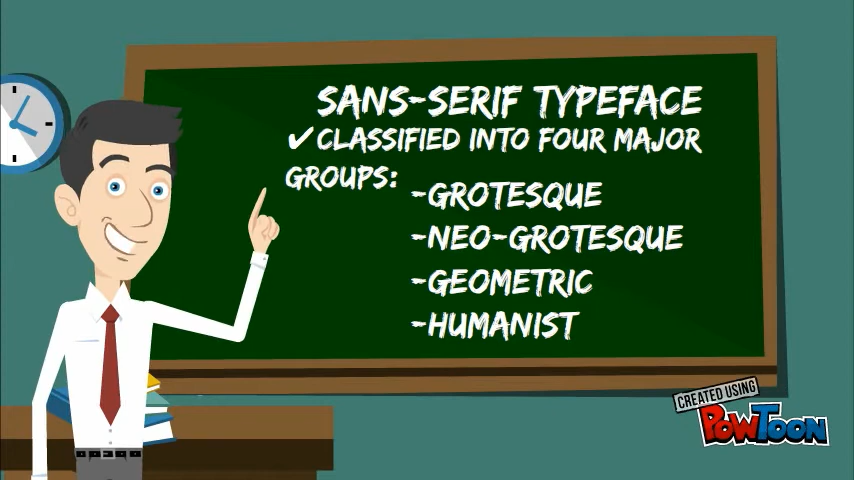 SANS-SERIF TYPEFACE
✔CLASSIFIED INTO FOUR MAJOR
GROUPS:
-GROTESQUE
-NEO-GROTESQUE
-GEOMETRIC
-HUMANIST
CREATED USING
POWTOON